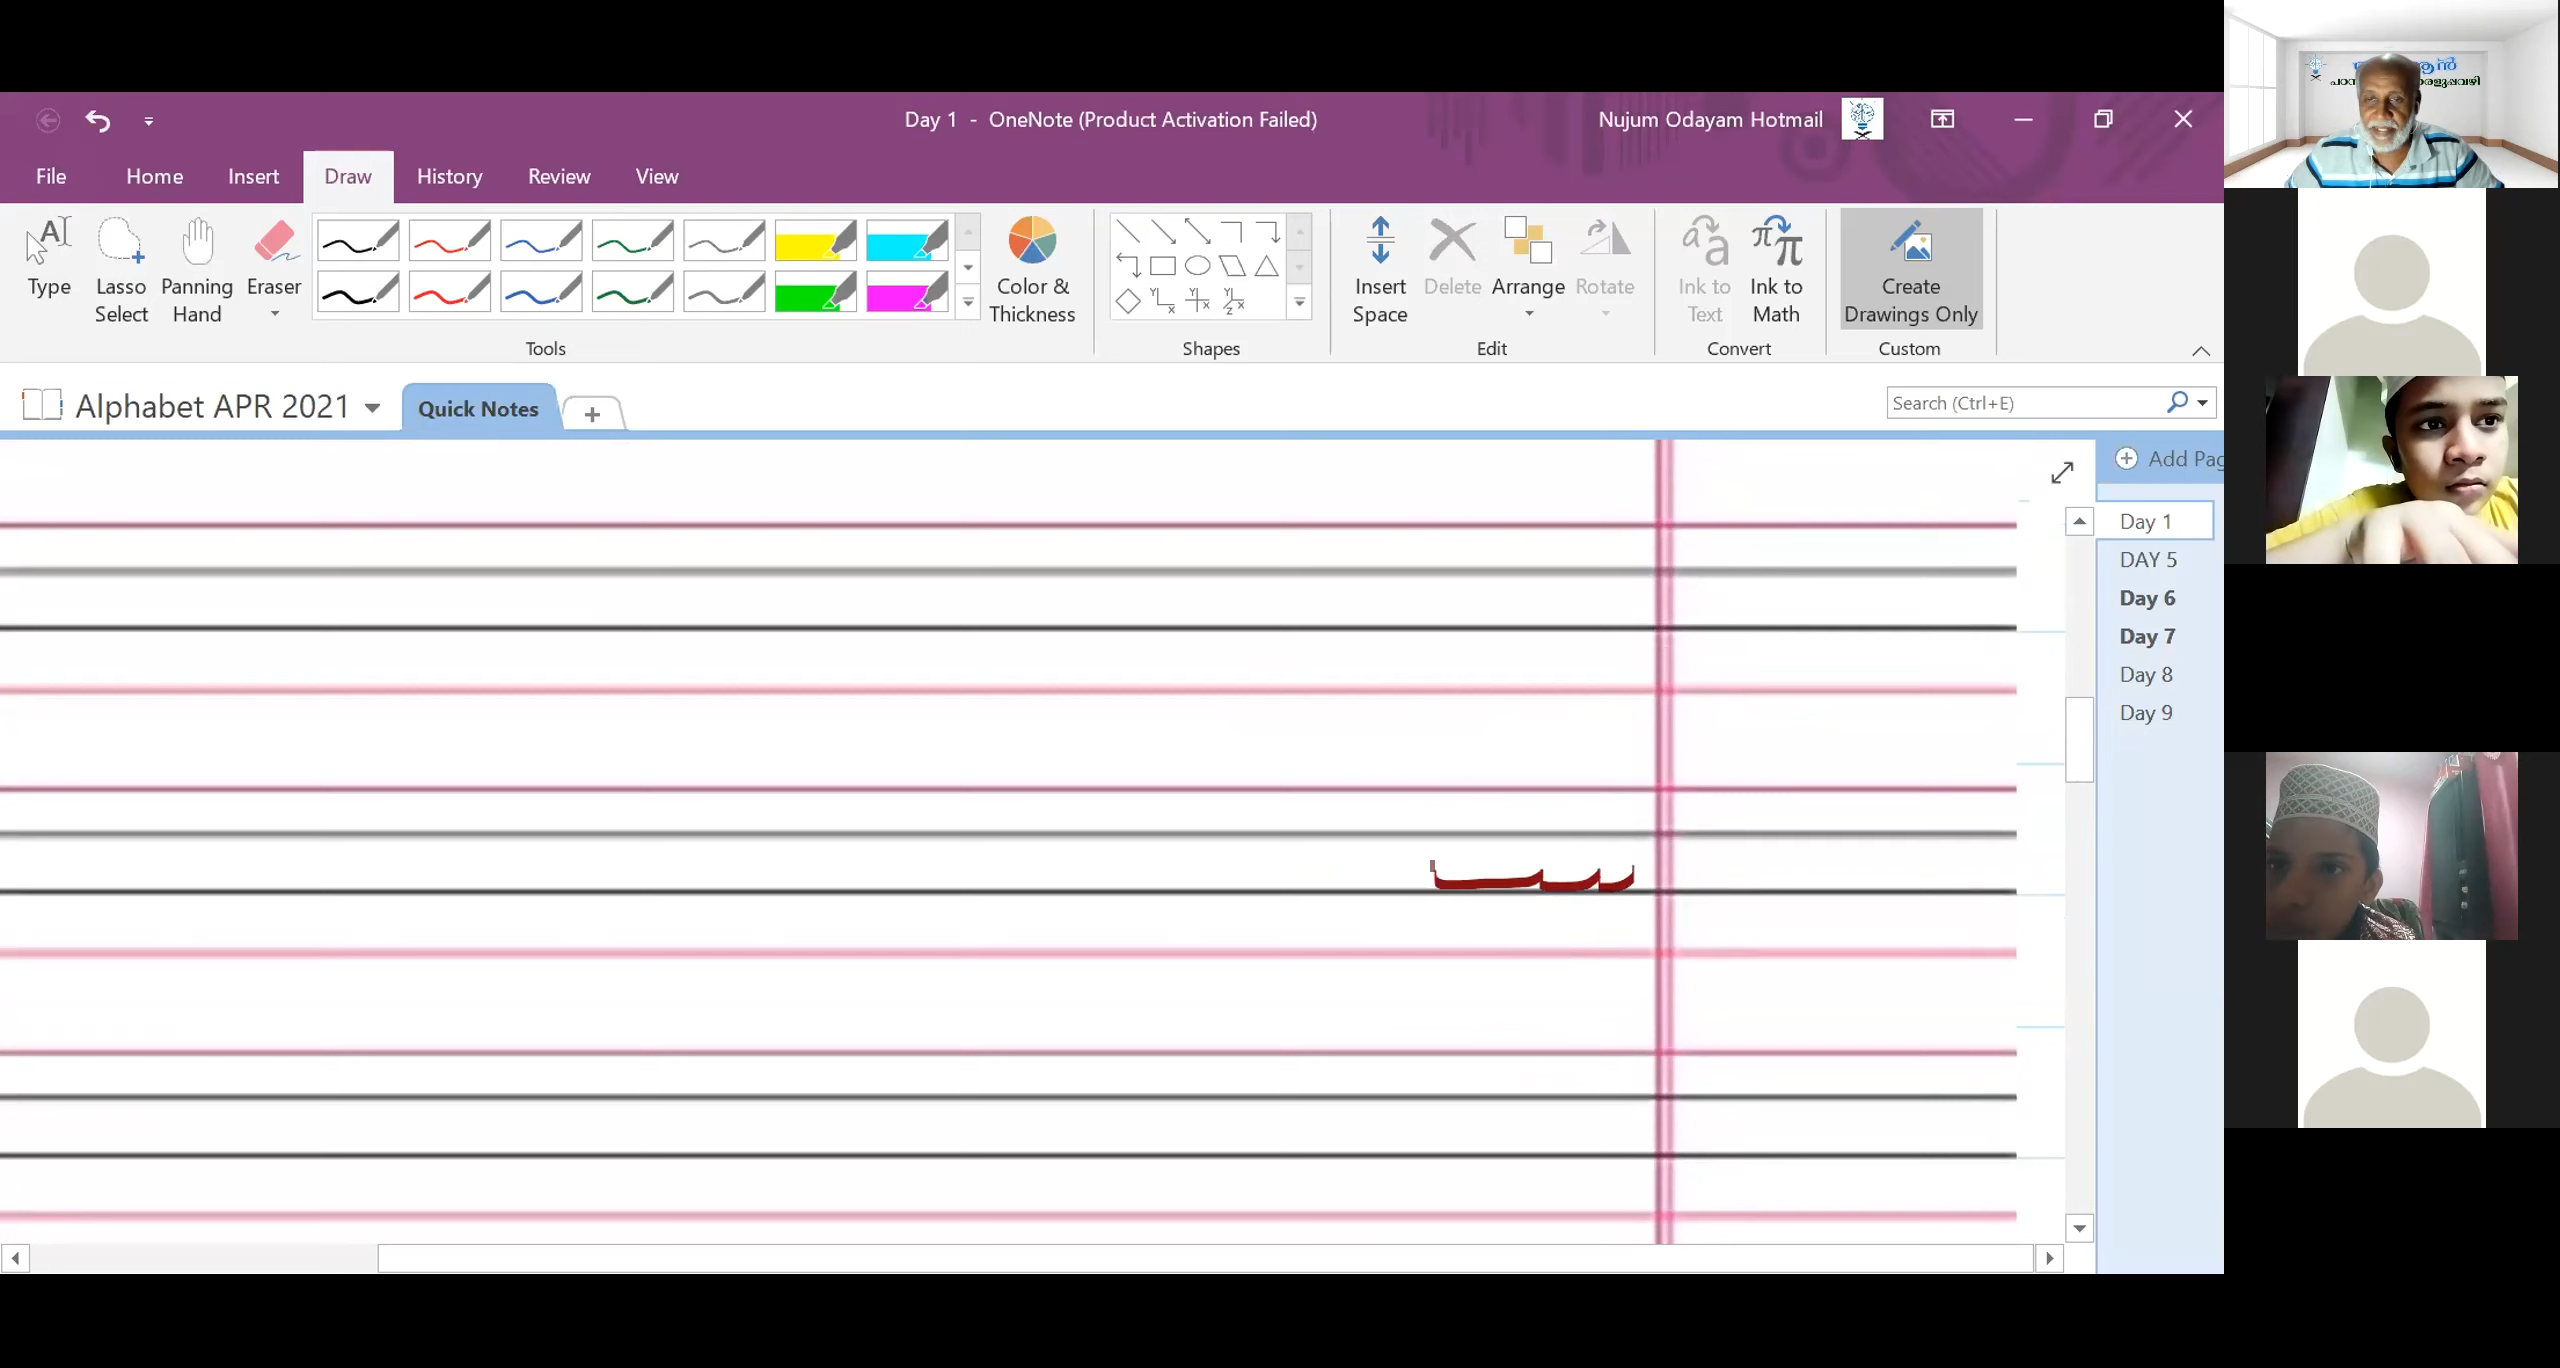 Day 1 - OneNote (Product Activation Failed)
Nujum Odayam Hotmail
File Home Insert Draw History Review View
Type
Lasso Select
Panning Hand
Eraser
Color & Thickness
Insert Space
Delete
Arrange
Rotate
Ink to Text
Ink to Math
Create Drawings Only
Tools Shapes Edit Convert Custom
Alphabet APR 2021
Quick Notes
Search (Ctrl+E)
Add Pag
Day 1
DAY 5
Day 6
Day 7
Day 8
Day 9